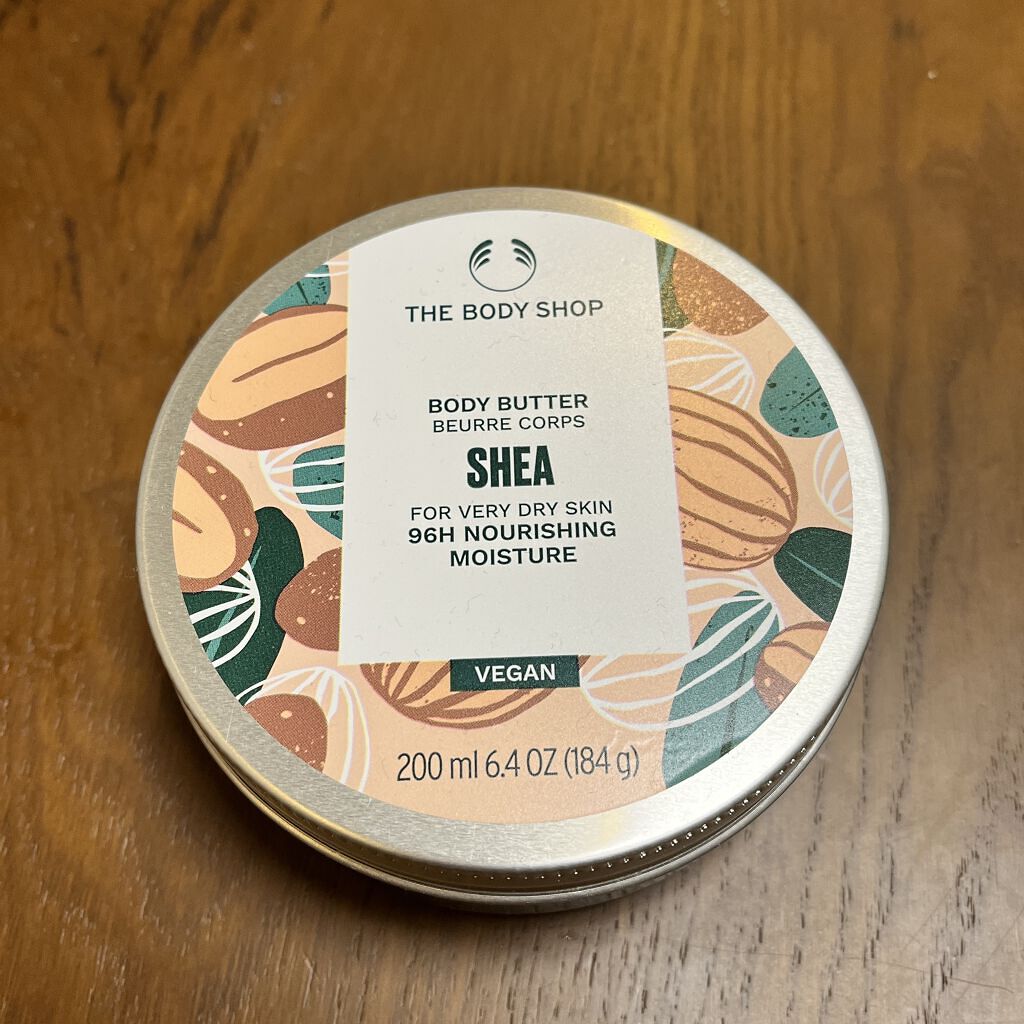 THE BODY SHOP
BODY BUTTER
BEURRE CORPS
SHEA
FOR VERY DRY SKIN
96H NOURISHING
MOISTURE
VEGAN
200 ml 6.4 OZ (184 g)